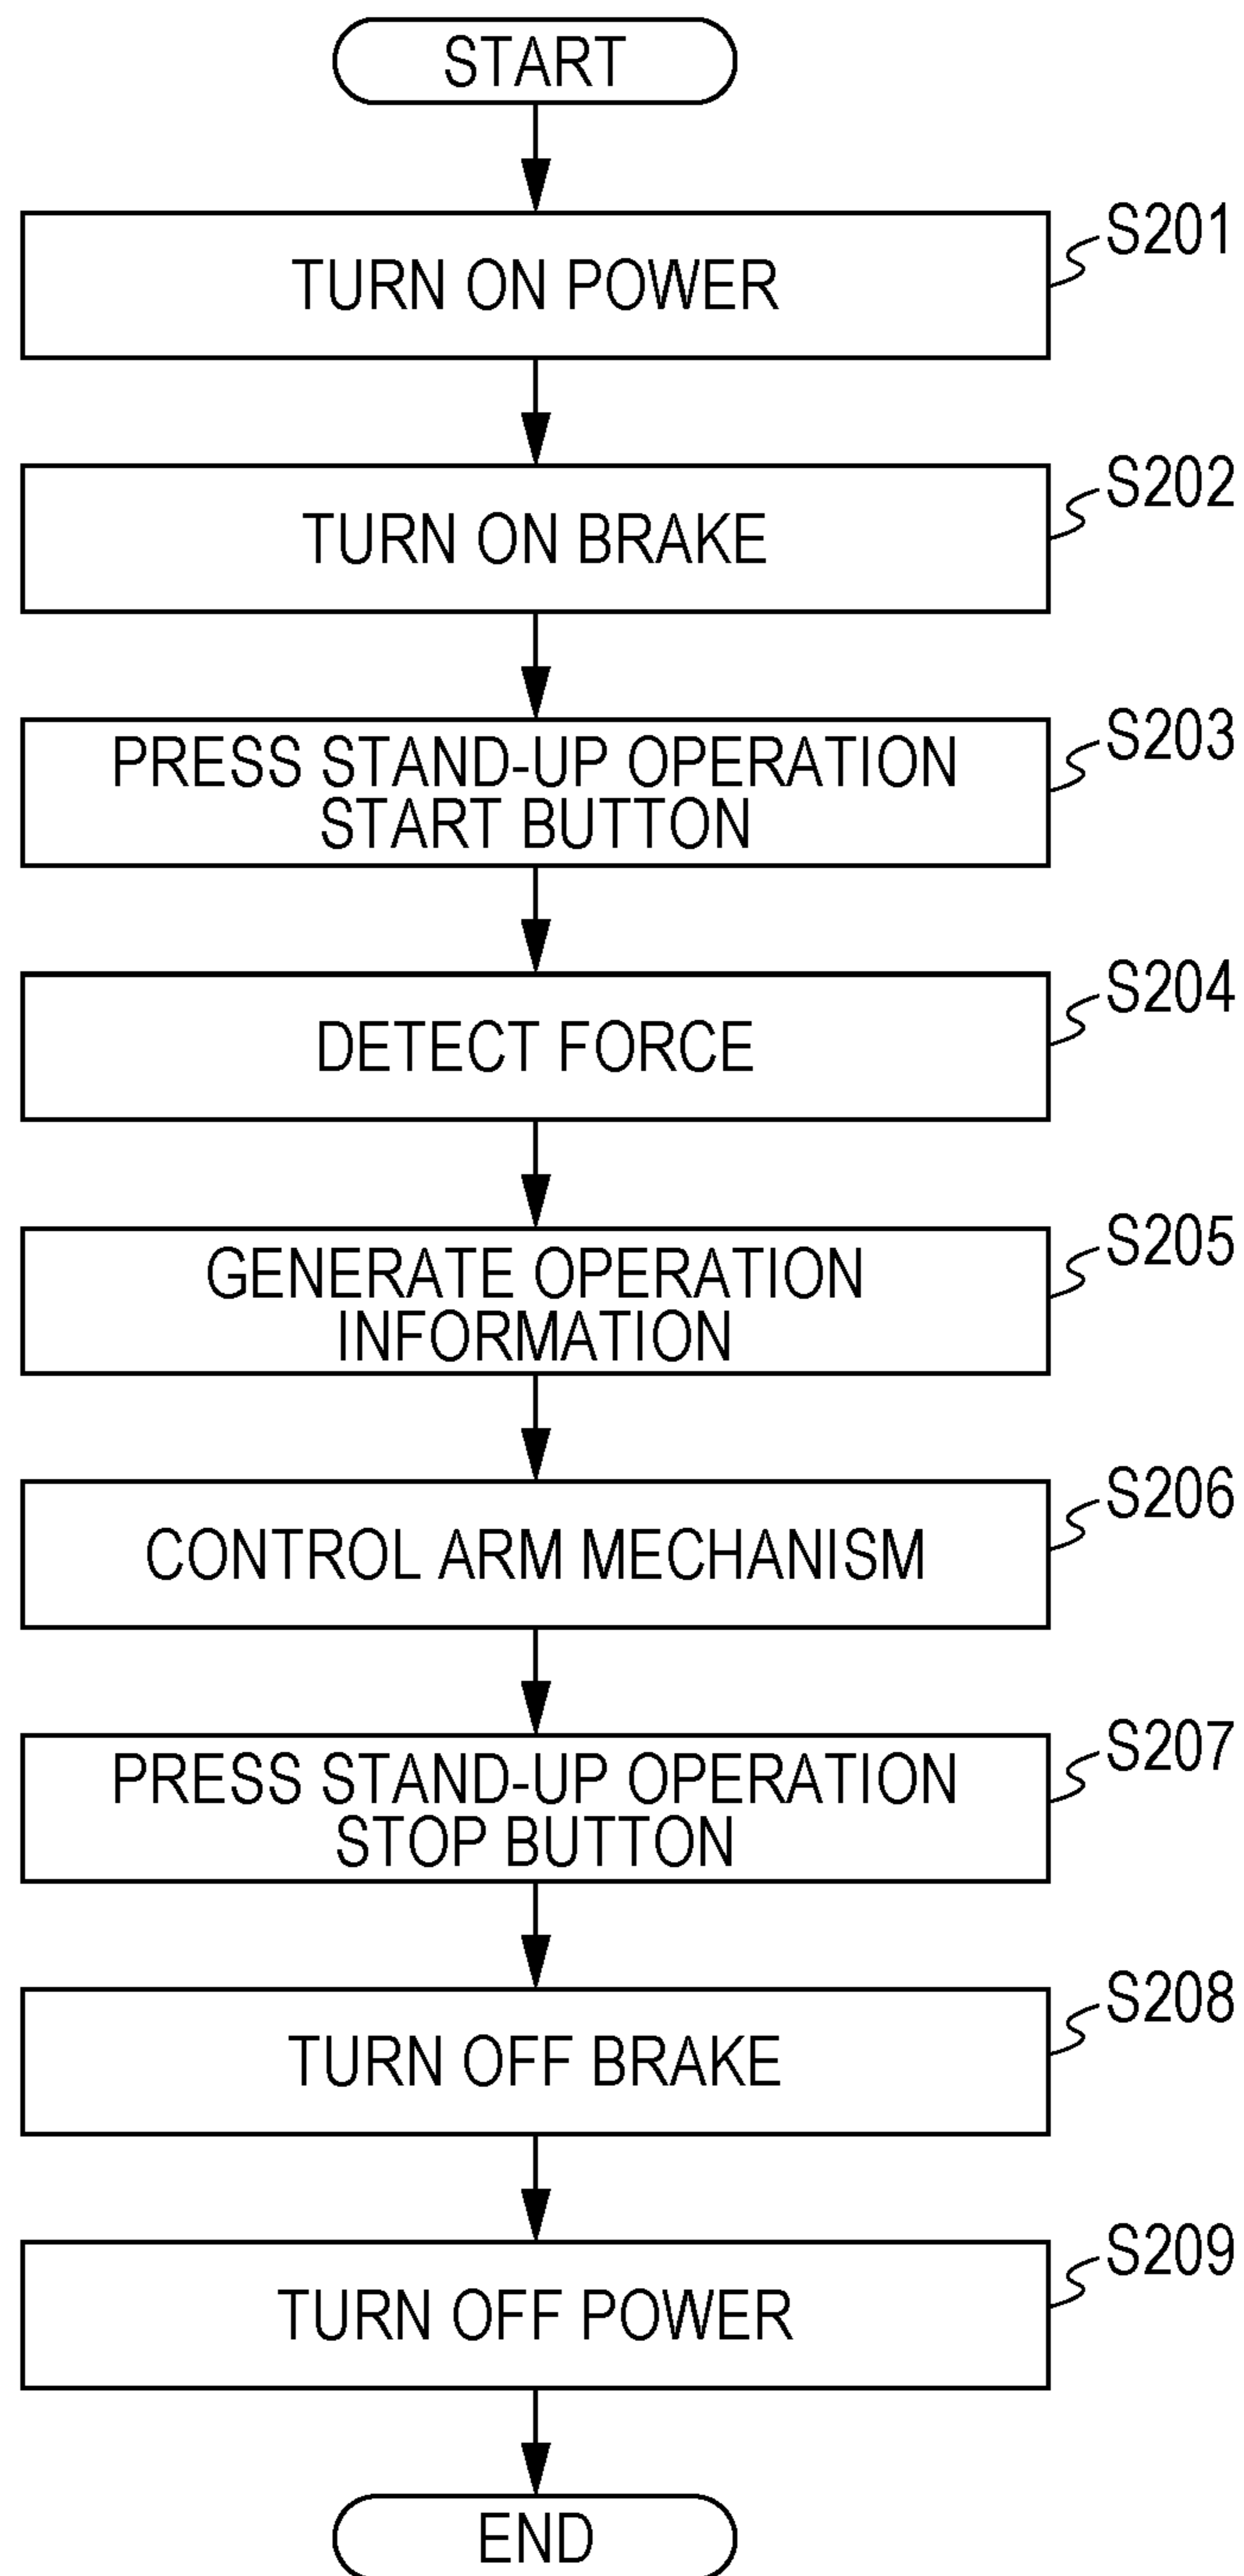 START
S201
TURN ON POWER
S202
TURN ON BRAKE
S203
PRESS STAND-UP OPERATION
START BUTTON
S204
DETECT FORCE
S205
GENERATE OPERATION
INFORMATION
S206
CONTROL ARM MECHANISM
S207
PRESS STAND-UP OPERATION
STOP BUTTON
S208
TURN OFF BRAKE
S209
TURN OFF POWER
END